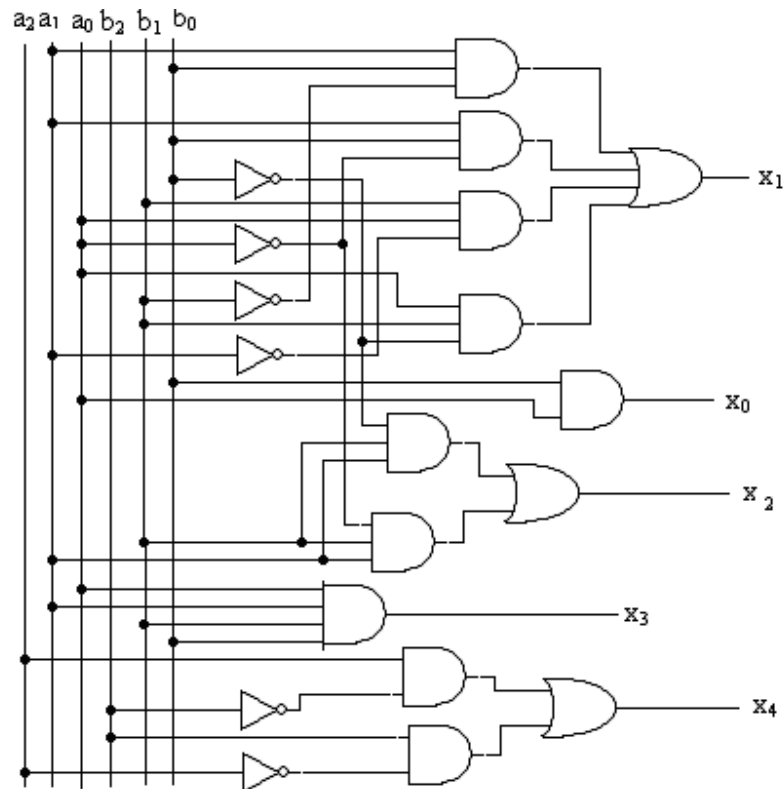 a₂ a₁ a₀ b₂ b₁ b₀
x₁
x₀
x₂
x₃
x₄